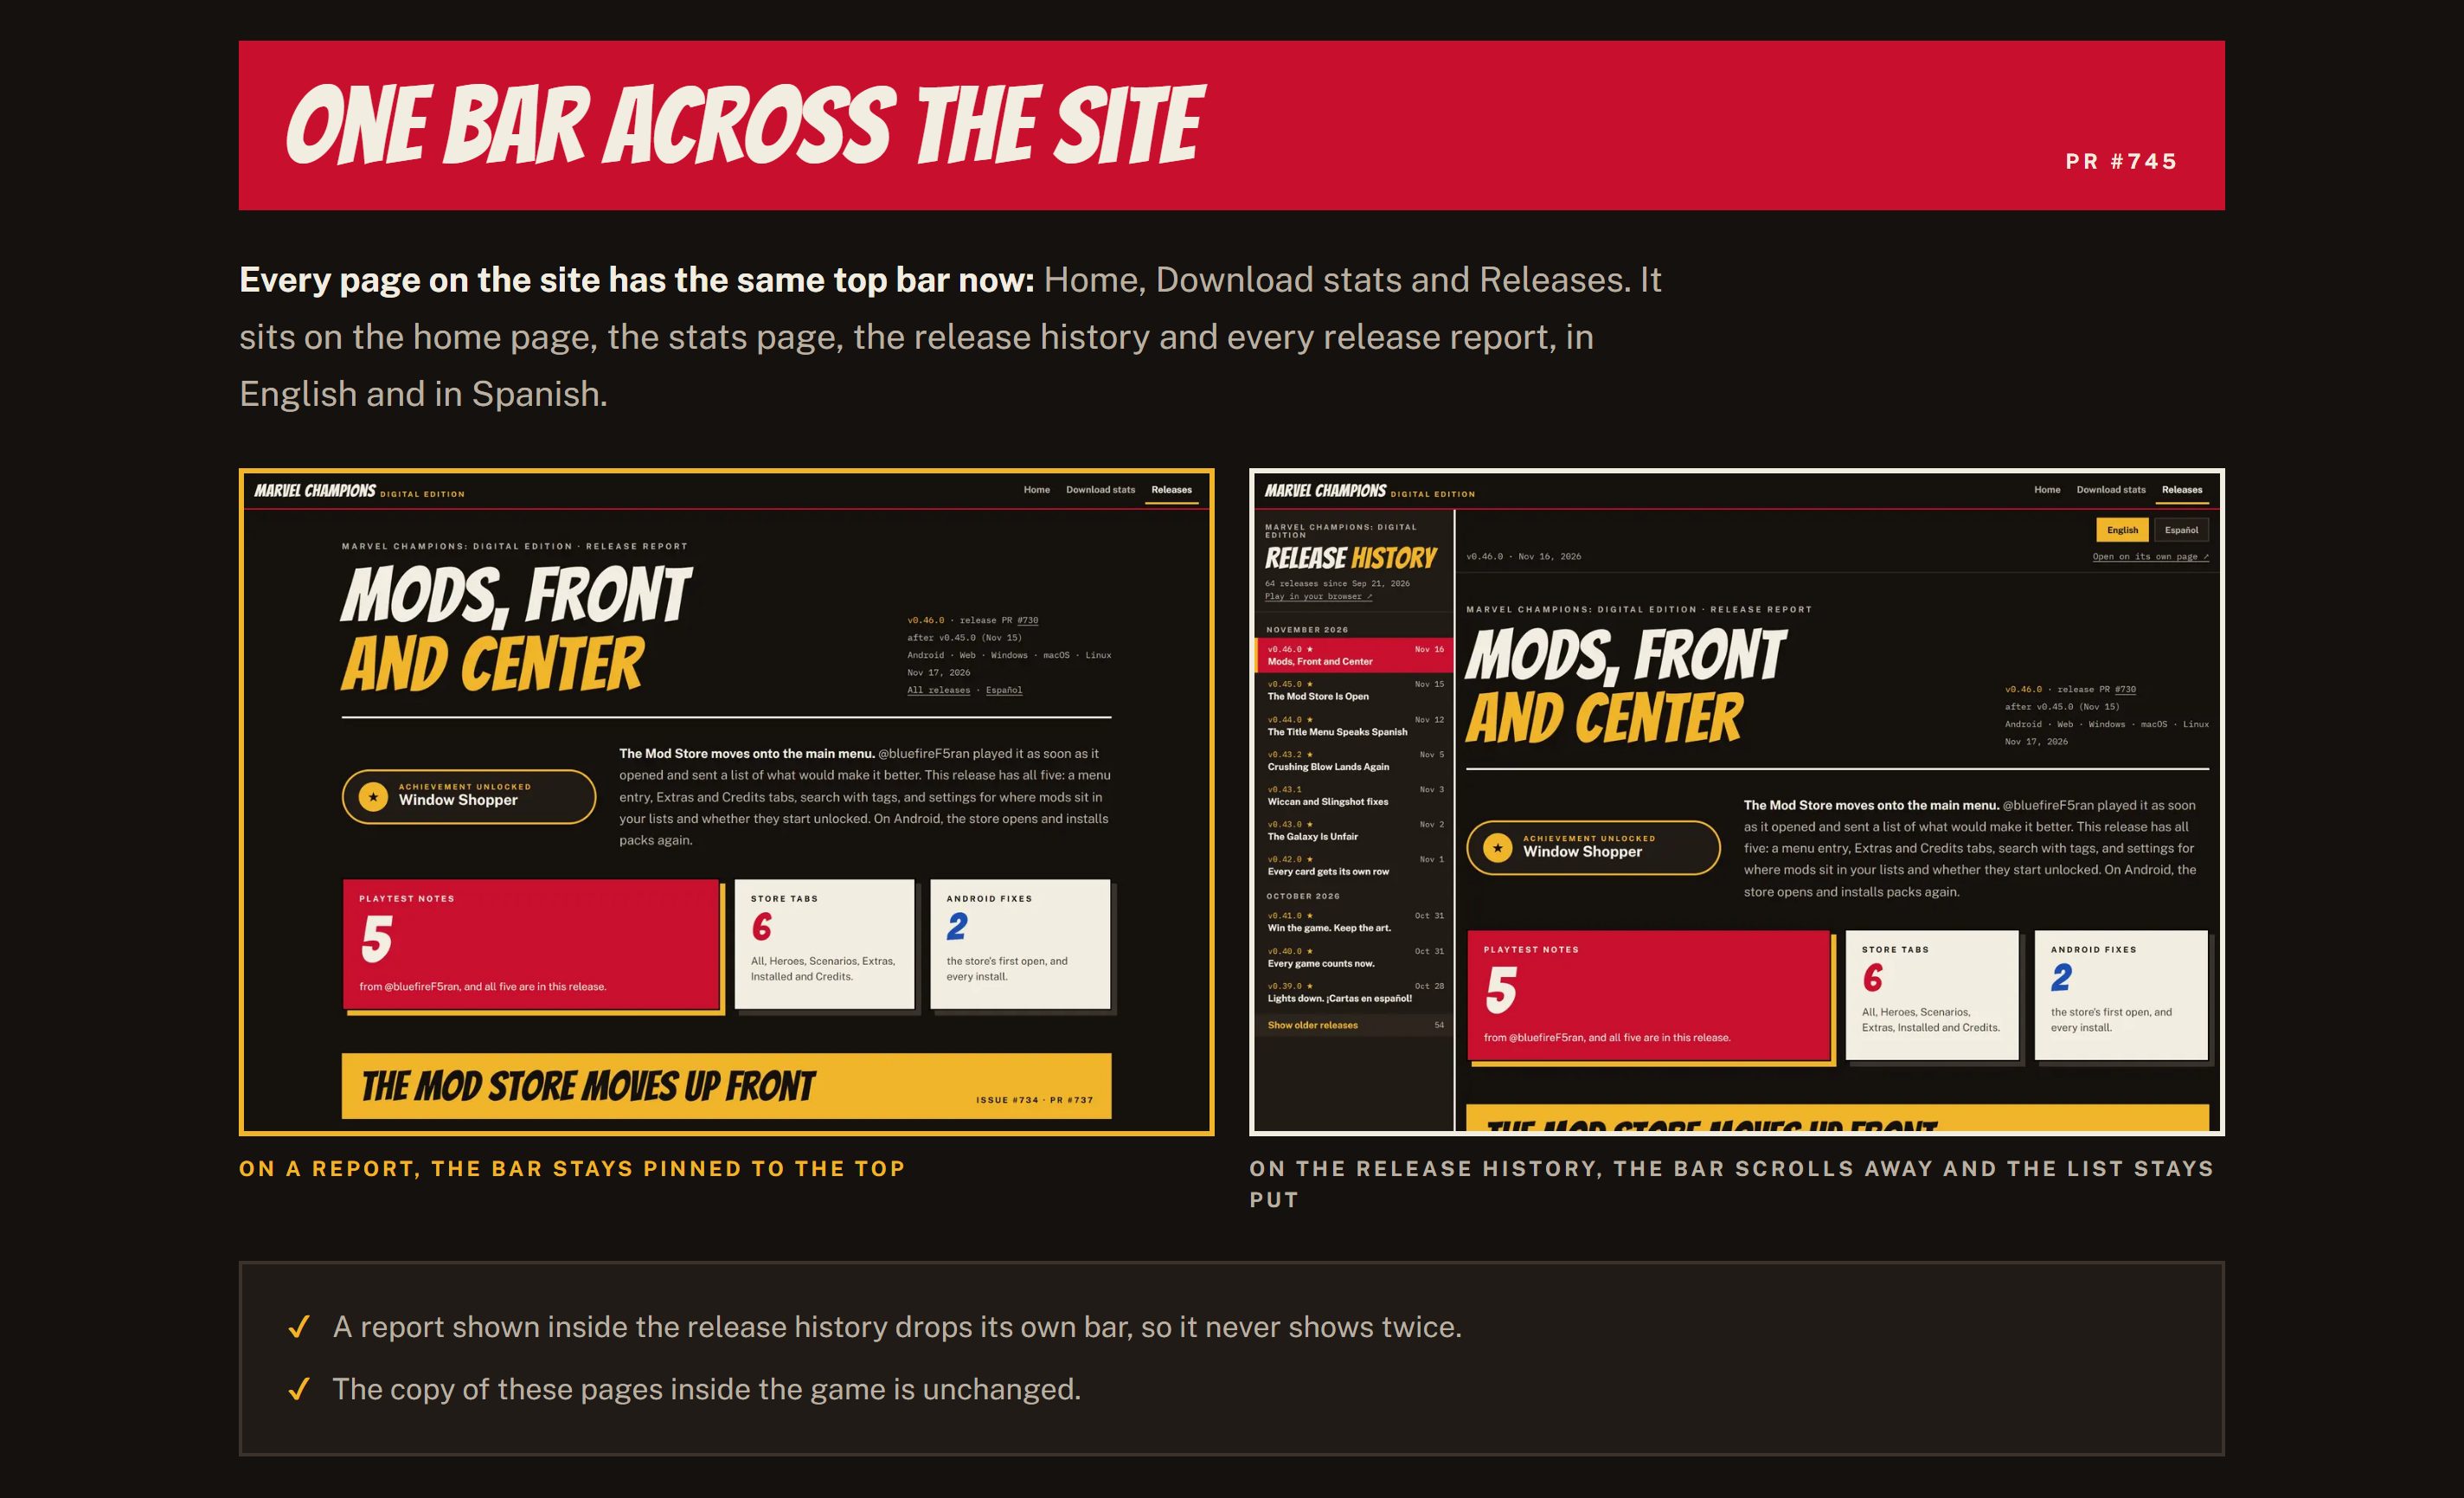 ONE BAR ACROSS THE SITE
PR #745
Every page on the site has the same top bar now: Home, Download stats and Releases. It
sits on the home page, the stats page, the release history and every release report, in
English and in Spanish.
MARVEL CHAMPIONS DIGITAL EDITION
Home Download stats Releases
MARVEL CHAMPIONS: DIGITAL EDITION · RELEASE REPORT
MODS, FRONT
AND CENTER
v0.46.0 · release PR #730
after v0.45.0 (Nov 15)
Android · Web · Windows · macOS · Linux
Nov 17, 2026
All releases · Español
★
ACHIEVEMENT UNLOCKED
Window Shopper
The Mod Store moves onto the main menu. @bluefireF5ran played it as soon as it
opened and sent a list of what would make it better. This release has all five: a menu
entry, Extras and Credits tabs, search with tags, and settings for where mods sit in
your lists and whether they start unlocked. On Android, the store opens and installs
packs again.
PLAYTEST NOTES
5
from @bluefireF5ran, and all five are in this release.
STORE TABS
6
All, Heroes, Scenarios, Extras,
Installed and Credits.
ANDROID FIXES
2
the store's first open, and
every install.
THE MOD STORE MOVES UP FRONT
ISSUE #734 · PR #737
ON A REPORT, THE BAR STAYS PINNED TO THE TOP
MARVEL CHAMPIONS DIGITAL EDITION
Home Download stats Releases
MARVEL CHAMPIONS: DIGITAL
EDITION
RELEASE HISTORY
64 releases since Sep 21, 2026
Play in your browser ↗
NOVEMBER 2026
v0.46.0 ★ Nov 16
Mods, Front and Center
v0.45.0 ★ Nov 15
The Mod Store Is Open
v0.44.0 ★ Nov 12
The Title Menu Speaks Spanish
v0.43.2 ★ Nov 5
Crushing Blow Lands Again
v0.43.1 Nov 3
Wiccan and Slingshot fixes
v0.43.0 ★ Nov 2
The Galaxy Is Unfair
v0.42.0 ★ Nov 1
Every card gets its own row
OCTOBER 2026
v0.41.0 ★ Oct 31
Win the game. Keep the art.
v0.40.0 ★ Oct 31
Every game counts now.
v0.39.0 ★ Oct 28
Lights down. ¡Cartas en español!
Show older releases 54
English Español
v0.46.0 · Nov 16, 2026
Open on its own page ↗
MARVEL CHAMPIONS: DIGITAL EDITION · RELEASE REPORT
MODS, FRONT
AND CENTER
v0.46.0 · release PR #730
after v0.45.0 (Nov 15)
Android · Web · Windows · macOS · Linux
Nov 17, 2026
★
ACHIEVEMENT UNLOCKED
Window Shopper
The Mod Store moves onto the main menu. @bluefireF5ran played it as soon
as it opened and sent a list of what would make it better. This release has all
five: a menu entry, Extras and Credits tabs, search with tags, and settings for
where mods sit in your lists and whether they start unlocked. On Android, the
store opens and installs packs again.
PLAYTEST NOTES
5
from @bluefireF5ran, and all five are in this release.
STORE TABS
6
All, Heroes, Scenarios,
Extras, Installed and Credits.
ANDROID FIXES
2
the store's first open, and
every install.
THE MOD STORE MOVES UP FRONT
ON THE RELEASE HISTORY, THE BAR SCROLLS AWAY AND THE LIST STAYS
PUT
✓ A report shown inside the release history drops its own bar, so it never shows twice.
✓ The copy of these pages inside the game is unchanged.